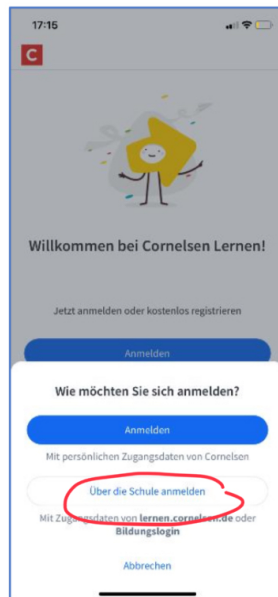 17:15
C
Willkommen bei Cornelsen Lernen!
Jetzt anmelden oder kostenlos registrieren
Anmelden
Wie möchten Sie sich anmelden?
Anmelden
Mit persönlichen Zugangsdaten von Cornelsen
Über die Schule anmelden
Mit Zugangsdaten von lernen.cornelsen.de oder
Bildungslogin
Abbrechen